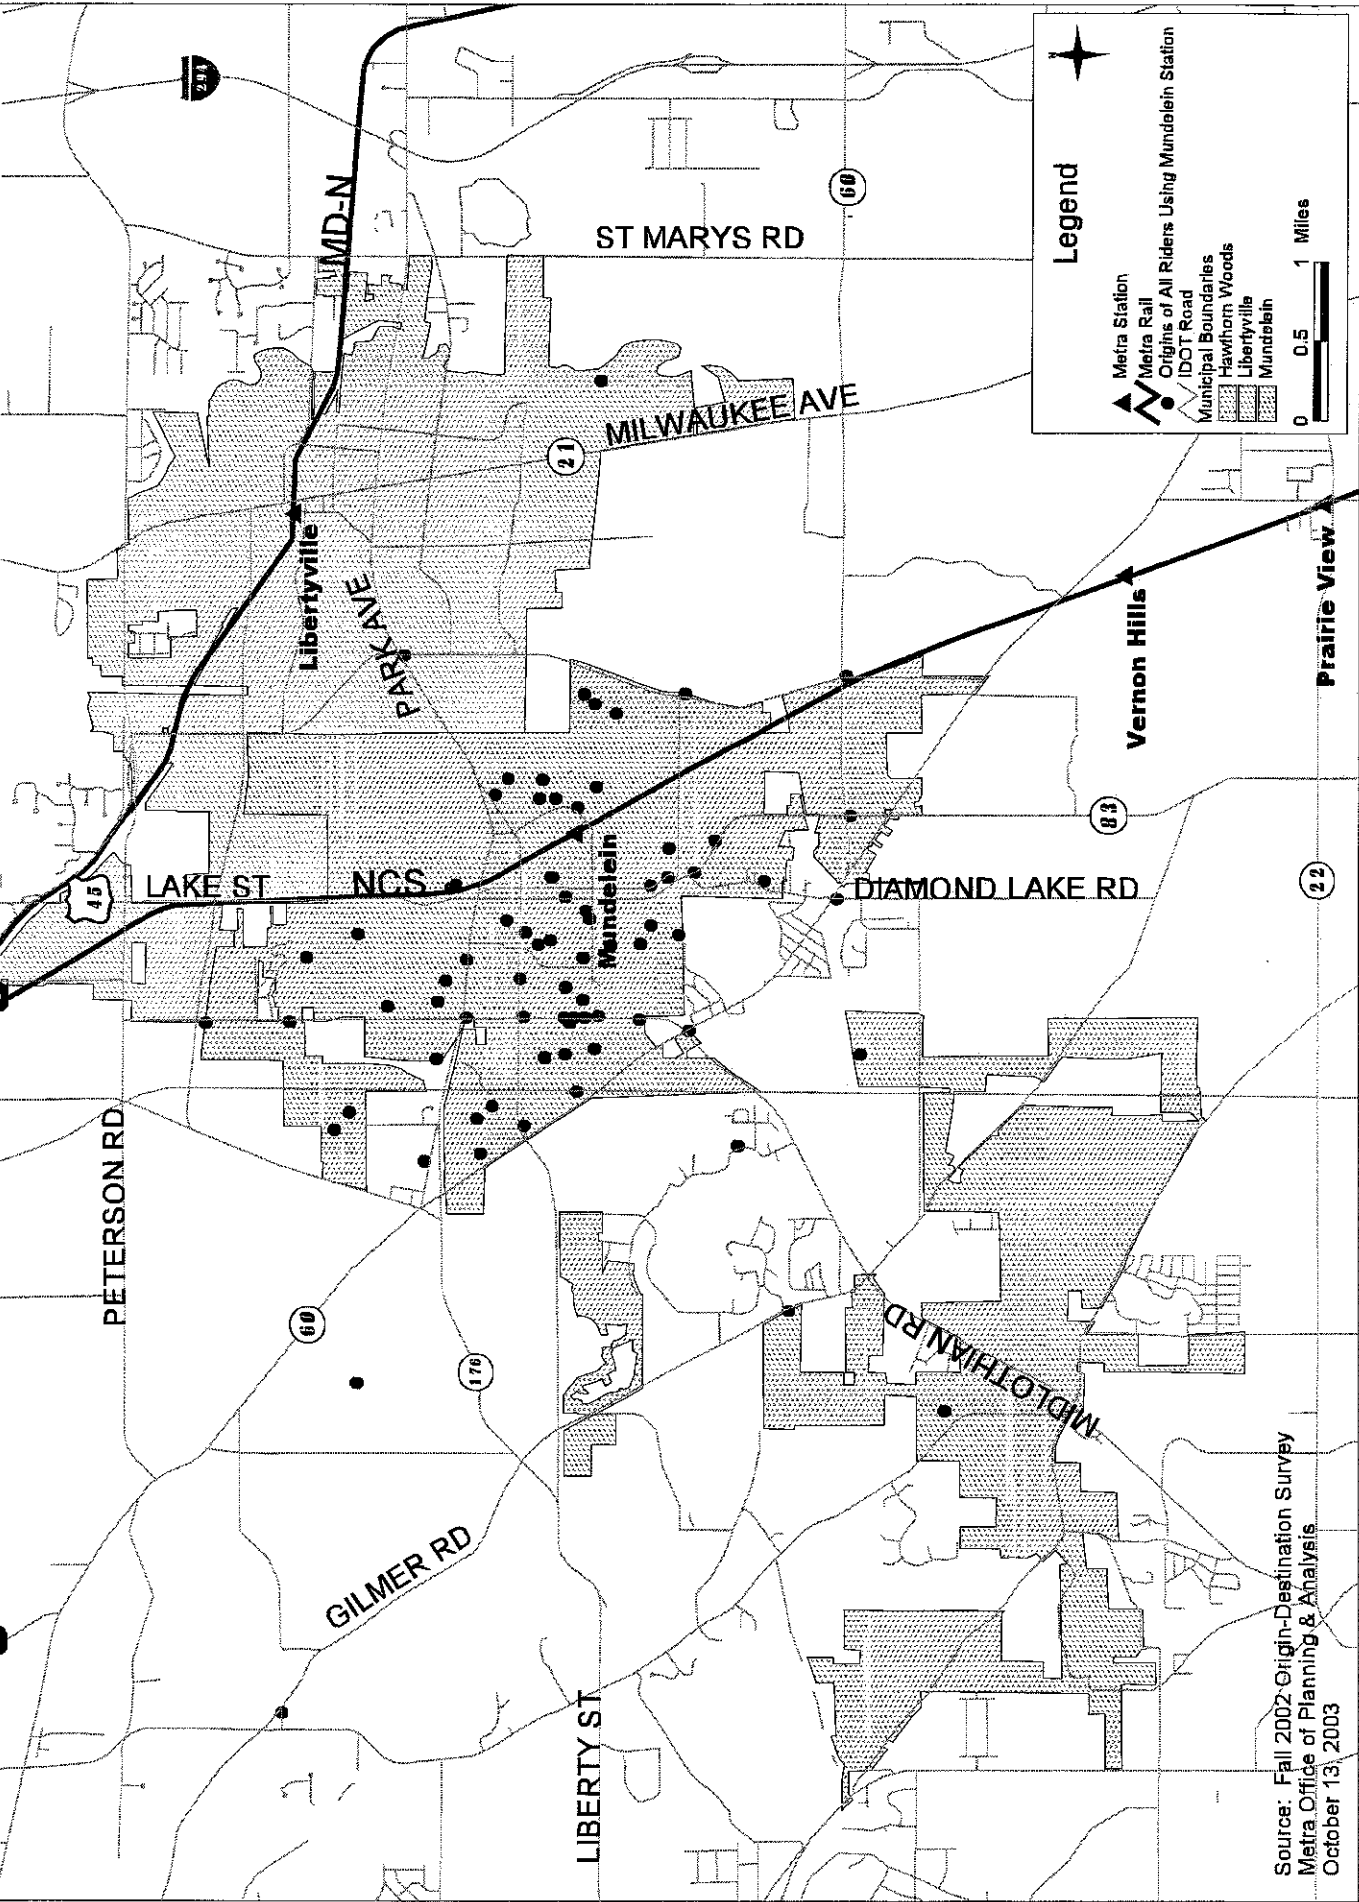 294
MD-N
ST MARYS RD
60
Libertyville
PARK AVE
21
MILWAUKEE AVE
45
LAKE ST
NCS
Mundelein
Vernon Hills
Prairie View
83
DIAMOND LAKE RD
22
PETERSON RD
60
176
MIDLOTHIAN RD
GILMER RD
LIBERTY ST
Legend
Metra Station
Metra Rail
Origins of All Riders Using Mundelein Station
IDOT Road
Municipal Boundaries
Hawthorn Woods
Libertyville
Mundelein
0 0.5 1 Miles
Source: Fall 2002 Origin-Destination Survey
Metra Office of Planning & Analysis
October 13, 2003